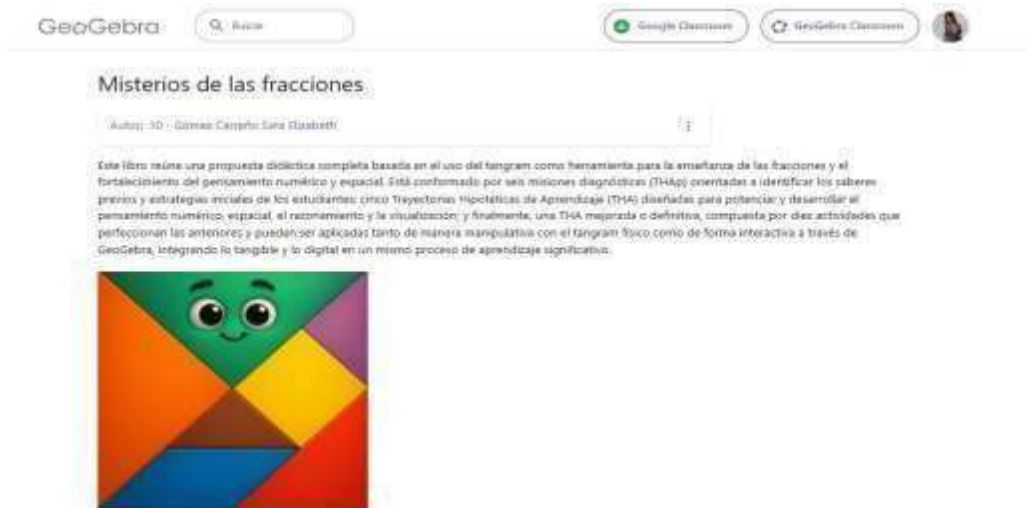 GeoGebra
Buscar
Google Classroom
GeoGebra Classroom
Misterios de las fracciones
Autor: 10 - Gómez Carreño Sara Elizabeth
Este libro reúne una propuesta didáctica completa basada en el uso del tangram como herramienta para la enseñanza de las fracciones y el
fortalecimiento del pensamiento numérico y espacial. Está conformado por seis misiones diagnósticas (THAp) orientadas a identificar los saberes
previos y estrategias iniciales de los estudiantes; cinco Trayectorias Hipotéticas de Aprendizaje (THA) diseñadas para potenciar y desarrollar el
pensamiento numérico, espacial, el razonamiento y la visualización; y finalmente, una THA mejorada o definitiva, compuesta por diez actividades que
perfeccionan las anteriores y pueden ser aplicadas tanto de manera manipulativa con el tangram físico como de forma interactiva a través de
GeoGebra, integrando lo tangible y lo digital en un mismo proceso de aprendizaje significativo.